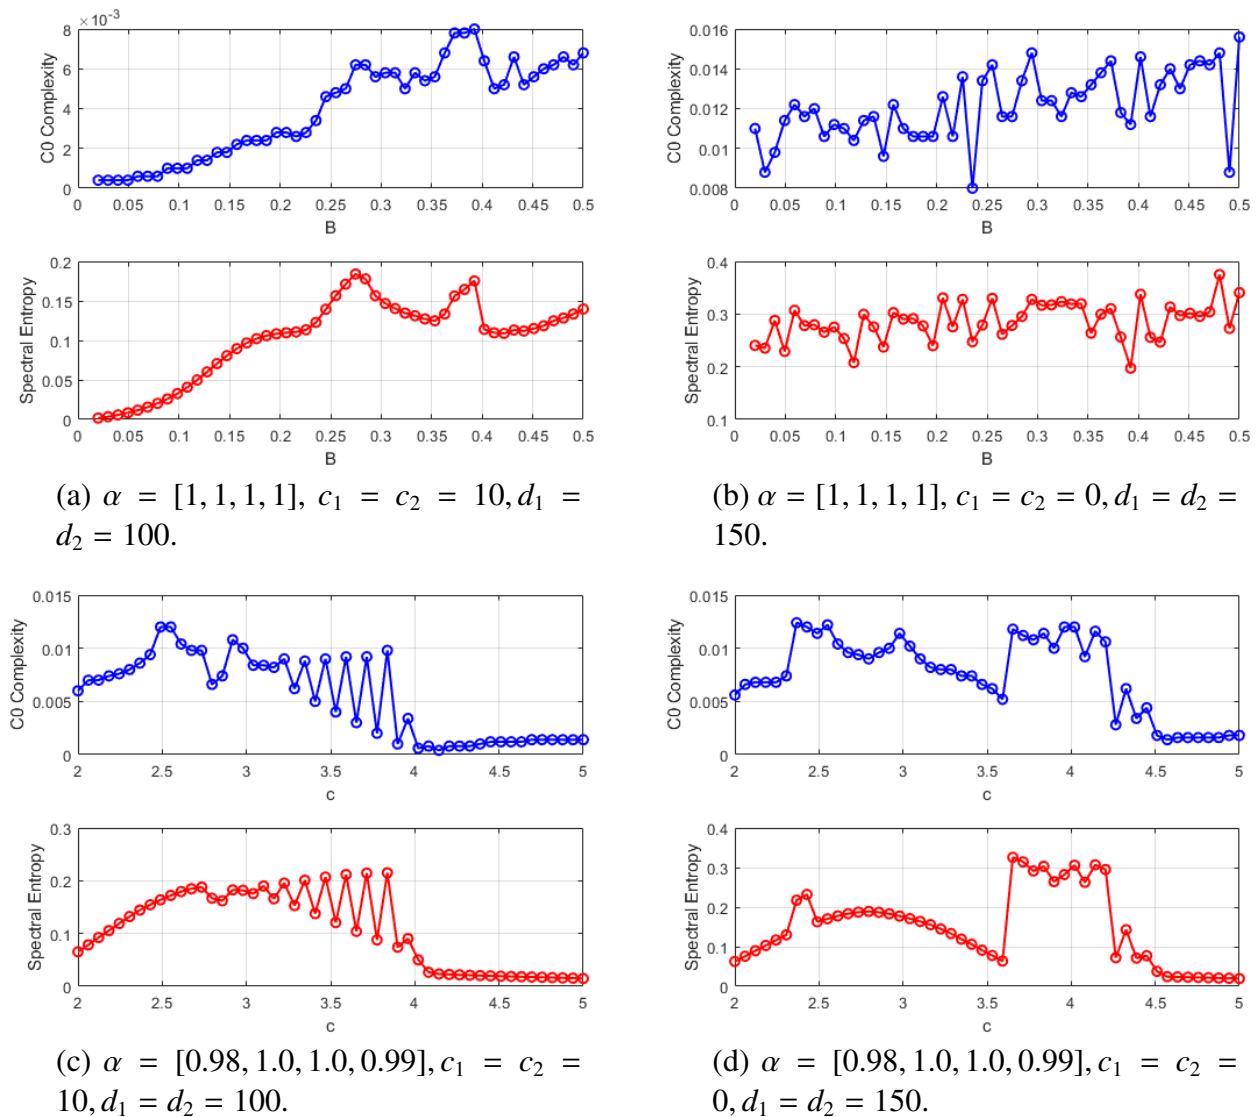 ×10⁻³
8
6
4
2
0
C0 Complexity
0 0.05 0.1 0.15 0.2 0.25 0.3 0.35 0.4 0.45 0.5
B
0.2
0.15
0.1
0.05
0
Spectral Entropy
0 0.05 0.1 0.15 0.2 0.25 0.3 0.35 0.4 0.45 0.5
B
(a) α = [1, 1, 1, 1], c₁ = c₂ = 10, d₁ =
d₂ = 100.
0.016
0.014
0.012
0.01
0.008
C0 Complexity
0 0.05 0.1 0.15 0.2 0.25 0.3 0.35 0.4 0.45 0.5
B
0.4
0.3
0.2
0.1
Spectral Entropy
0 0.05 0.1 0.15 0.2 0.25 0.3 0.35 0.4 0.45 0.5
B
(b) α = [1, 1, 1, 1], c₁ = c₂ = 0, d₁ = d₂ =
150.
0.015
0.01
0.005
0
C0 Complexity
2 2.5 3 3.5 4 4.5 5
c
0.3
0.2
0.1
0
Spectral Entropy
2 2.5 3 3.5 4 4.5 5
c
(c) α = [0.98, 1.0, 1.0, 0.99], c₁ = c₂ =
10, d₁ = d₂ = 100.
0.015
0.01
0.005
0
C0 Complexity
2 2.5 3 3.5 4 4.5 5
c
0.4
0.3
0.2
0.1
0
Spectral Entropy
2 2.5 3 3.5 4 4.5 5
c
(d) α = [0.98, 1.0, 1.0, 0.99], c₁ = c₂ =
0, d₁ = d₂ = 150.